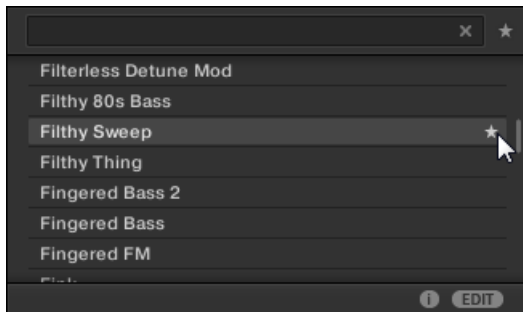 Filterless Detune Mod
Filthy 80s Bass
Filthy Sweep
Filthy Thing
Fingered Bass 2
Fingered Bass
Fingered FM
i EDIT